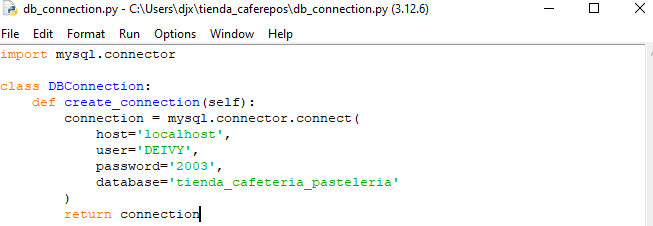 db_connection.py - C:\Users\djx\tienda_caferepos\db_connection.py (3.12.6)
File Edit Format Run Options Window Help
import mysql.connector
class DBConnection:
    def create_connection(self):
        connection = mysql.connector.connect(
            host='localhost',
            user='DEIVY',
            password='2003',
            database='tienda_cafeteria_pasteleria'
        )
        return connection